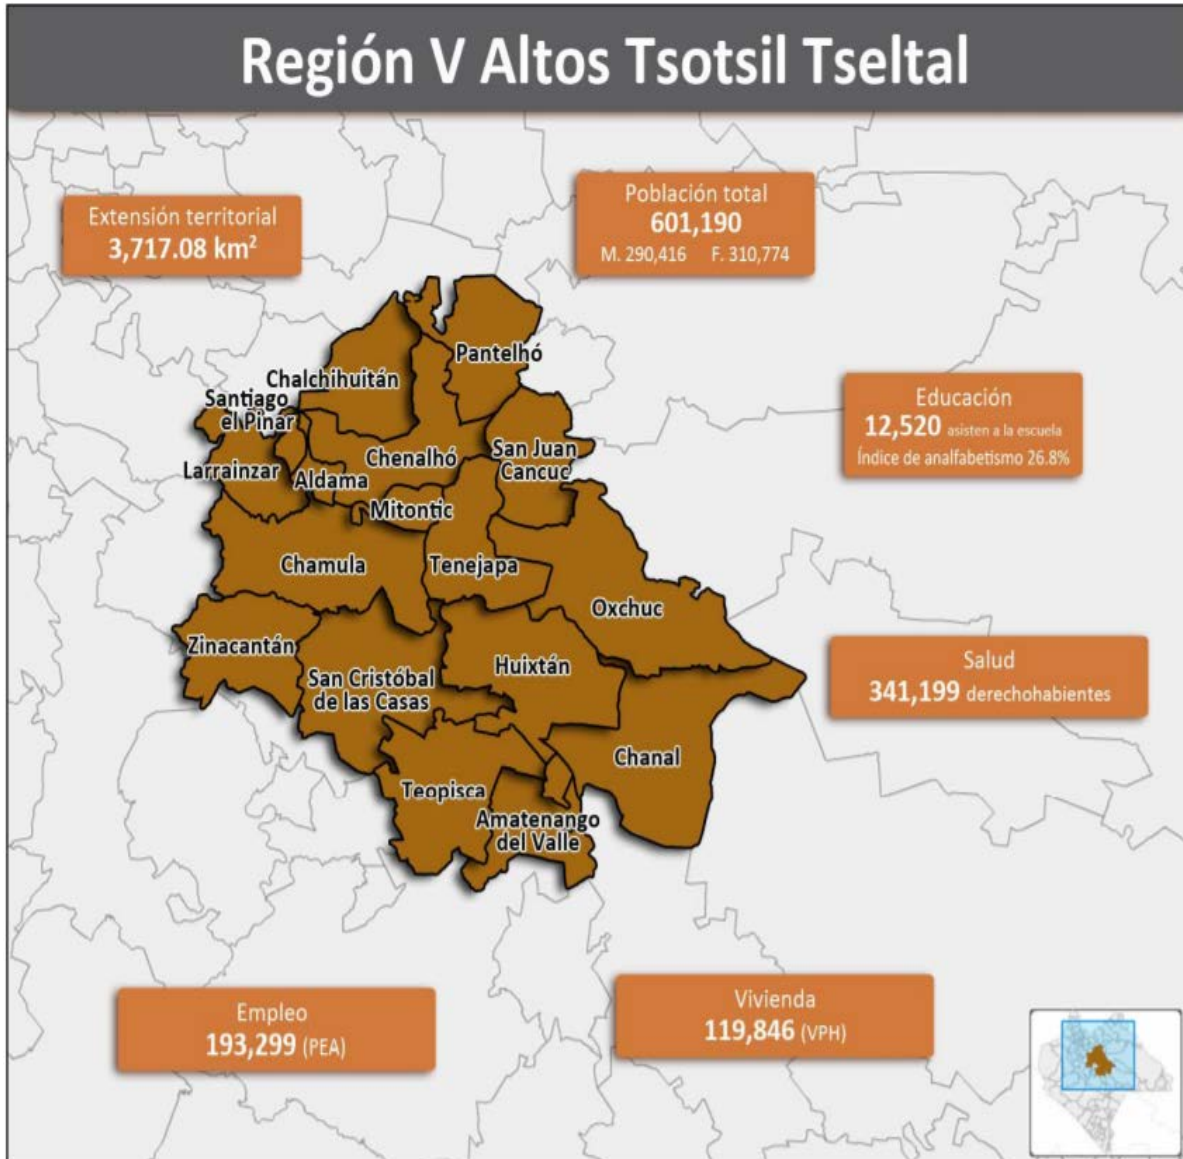 Región V Altos Tsotsil Tseltal
Población total
601,190
M. 290,416 F. 310,774
Extensión territorial
3,717.08 km²
Pantelhó
Chalchihuitán
Santiago
el Pinar
Educación
12,520 asisten a la escuela
Índice de analfabetismo 26.8%
Chenalhó
San Juan
Cancuc
Larrainzar
Aldama
Mitontic
Chamula
Tenejapa
Oxchuc
Zinacantán
San Cristóbal
de las Casas
Huixtán
Salud
341,199 derechohabientes
Chanal
Teopisca
Amatenango
del Valle
Empleo
193,299 (PEA)
Vivienda
119,846 (VPH)